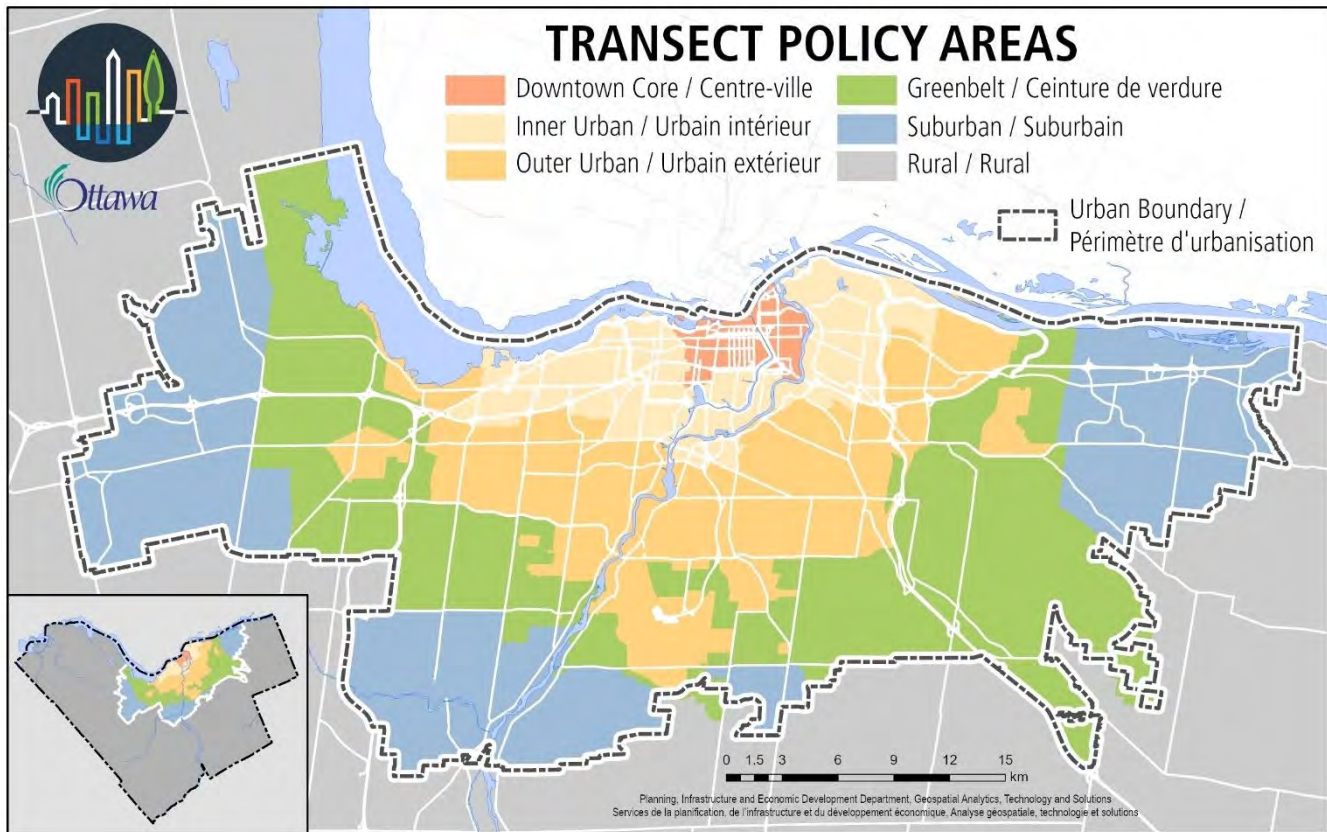 TRANSECT POLICY AREAS
Downtown Core / Centre-ville
Inner Urban / Urbain intérieur
Outer Urban / Urbain extérieur
Greenbelt / Ceinture de verdure
Suburban / Suburbain
Rural / Rural
Urban Boundary /
Périmètre d'urbanisation
Ottawa
0 1.5 3 6 9 12 15
km
Planning, Infrastructure and Economic Development Department, Geospatial Analytics, Technology and Solutions
Services de la planification, de l'infrastructure et du développement économique, Analyse géospatiale, technologie et solutions